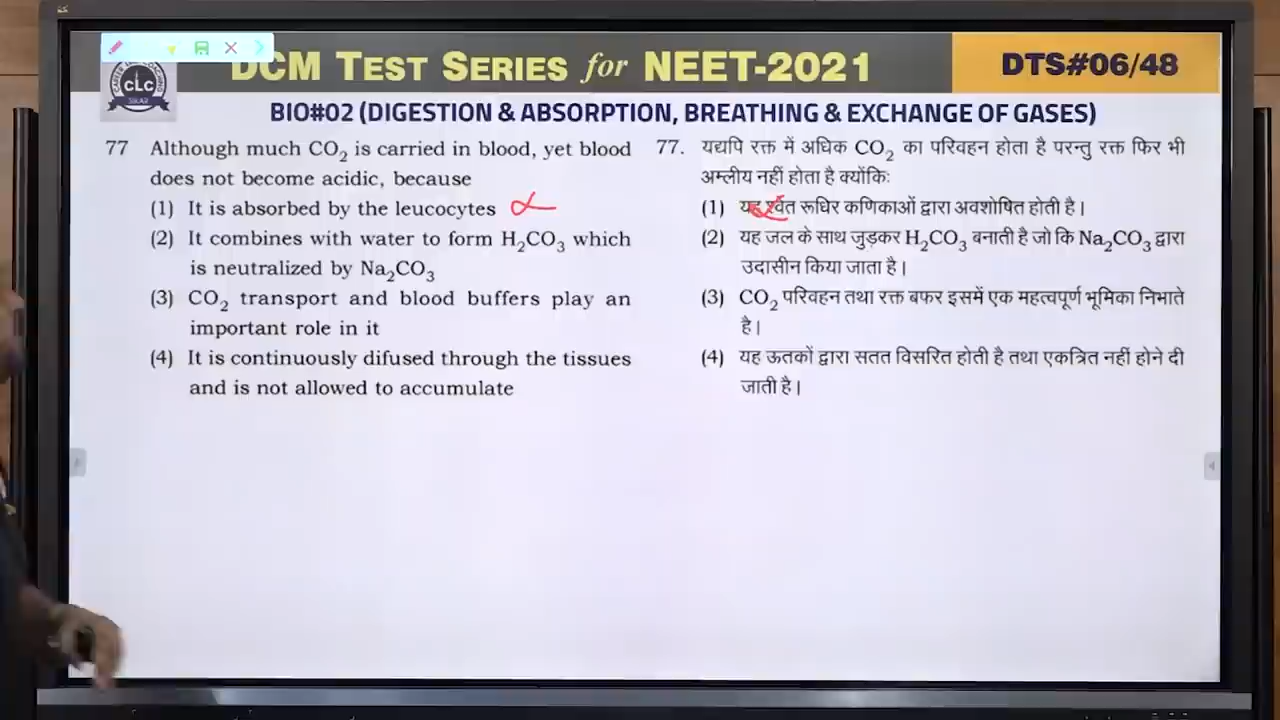 DCM TEST SERIES for NEET-2021
DTS#06/48
CLC
SIKAR
BIO#02 (DIGESTION & ABSORPTION, BREATHING & EXCHANGE OF GASES)
77 Although much CO₂ is carried in blood, yet blood
does not become acidic, because
(1) It is absorbed by the leucocytes
(2) It combines with water to form H₂CO₃ which
is neutralized by Na₂CO₃
(3) CO₂ transport and blood buffers play an
important role in it
(4) It is continuously difused through the tissues
and is not allowed to accumulate
77. यद्यपि रक्त में अधिक CO₂ का परिवहन होता है परन्तु रक्त फिर भी
अम्लीय नहीं होता है क्योंकिः
(1) यह श्वेत रूधिर कणिकाओं द्वारा अवशोषित होती है।
(2) यह जल के साथ जुड़कर H₂CO₃ बनाती है जो कि Na₂CO₃ द्वारा
उदासीन किया जाता है।
(3) CO₂ परिवहन तथा रक्त बफर इसमें एक महत्वपूर्ण भूमिका निभाते
है।
(4) यह ऊतकों द्वारा सतत विसरित होती है तथा एकत्रित नहीं होने दी
जाती है।